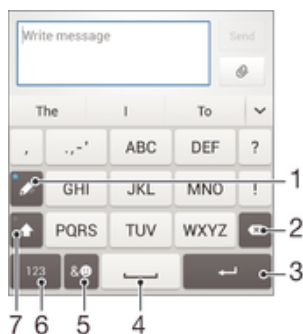 Write message
Send
The I To
, .,-' ABC DEF ?
GHI JKL MNO !
PQRS TUV WXYZ
123 &
1
2
3
7 6 5 4